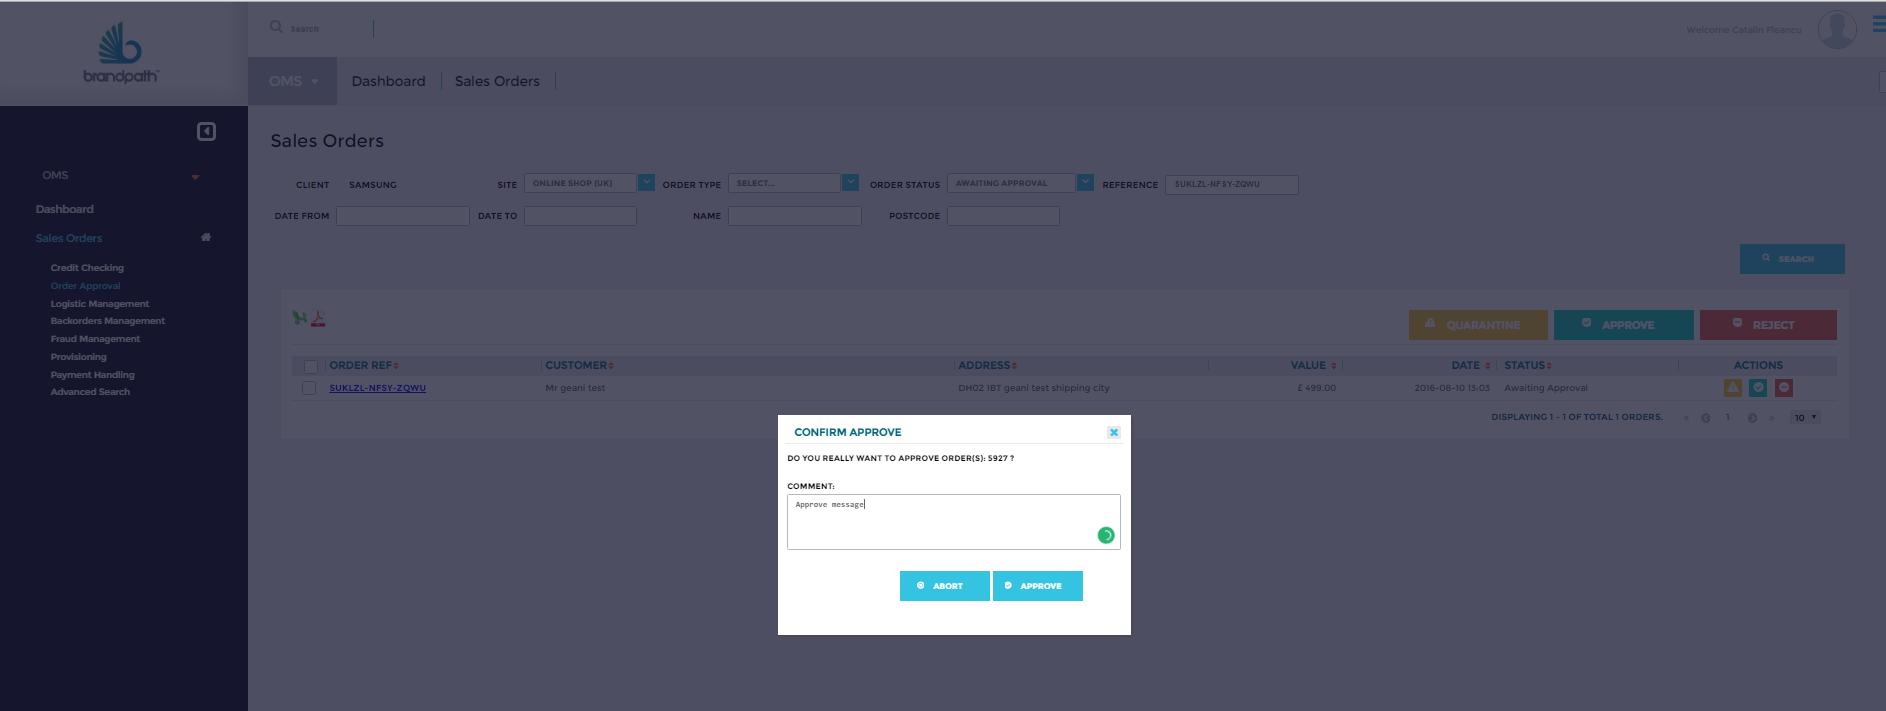 brandpath™
Search
Welcome Catalin Fleancu
OMS
Dashboard
Sales Orders
OMS
Dashboard
Sales Orders
Credit Checking
Order Approval
Logistic Management
Backorders Management
Fraud Management
Provisioning
Payment Handling
Advanced Search
Sales Orders
CLIENT SAMSUNG SITE ONLINE SHOP (UK) ORDER TYPE SELECT... ORDER STATUS AWAITING APPROVAL REFERENCE SUKLZL-NFSY-ZQWU
DATE FROM DATE TO NAME POSTCODE
SEARCH
QUARANTINE APPROVE REJECT
ORDER REF CUSTOMER ADDRESS VALUE DATE STATUS ACTIONS
SUKLZL-NFSY-ZQWU Mr geani test DH02 1BT geani test shipping city £ 499.00 2016-08-10 13:03 Awaiting Approval
DISPLAYING 1 - 1 OF TOTAL 1 ORDERS. « 1 » 10
CONFIRM APPROVE
DO YOU REALLY WANT TO APPROVE ORDER(S): 5927 ?
COMMENT:
Approve message
ABORT APPROVE